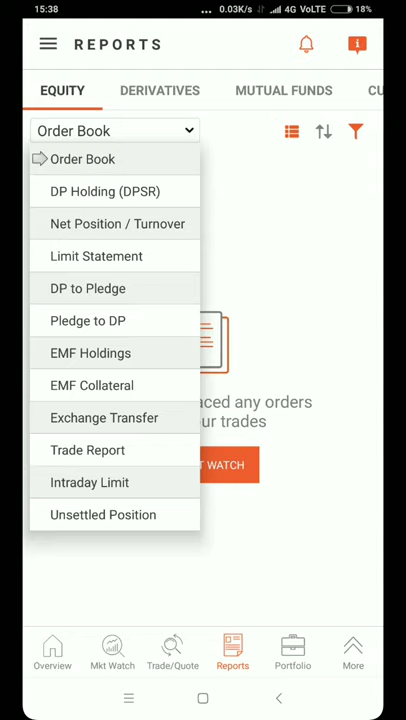 15:38
... 0.03K/s 4G VoLTE 18%
REPORTS
EQUITY DERIVATIVES MUTUAL FUNDS CU
Order Book
Order Book
DP Holding (DPSR)
Net Position / Turnover
Limit Statement
DP to Pledge
Pledge to DP
EMF Holdings
EMF Collateral
aced any orders
Exchange Transfer
ur trades
Trade Report
T WATCH
Intraday Limit
Unsettled Position
Overview Mkt Watch Trade/Quote Reports Portfolio More